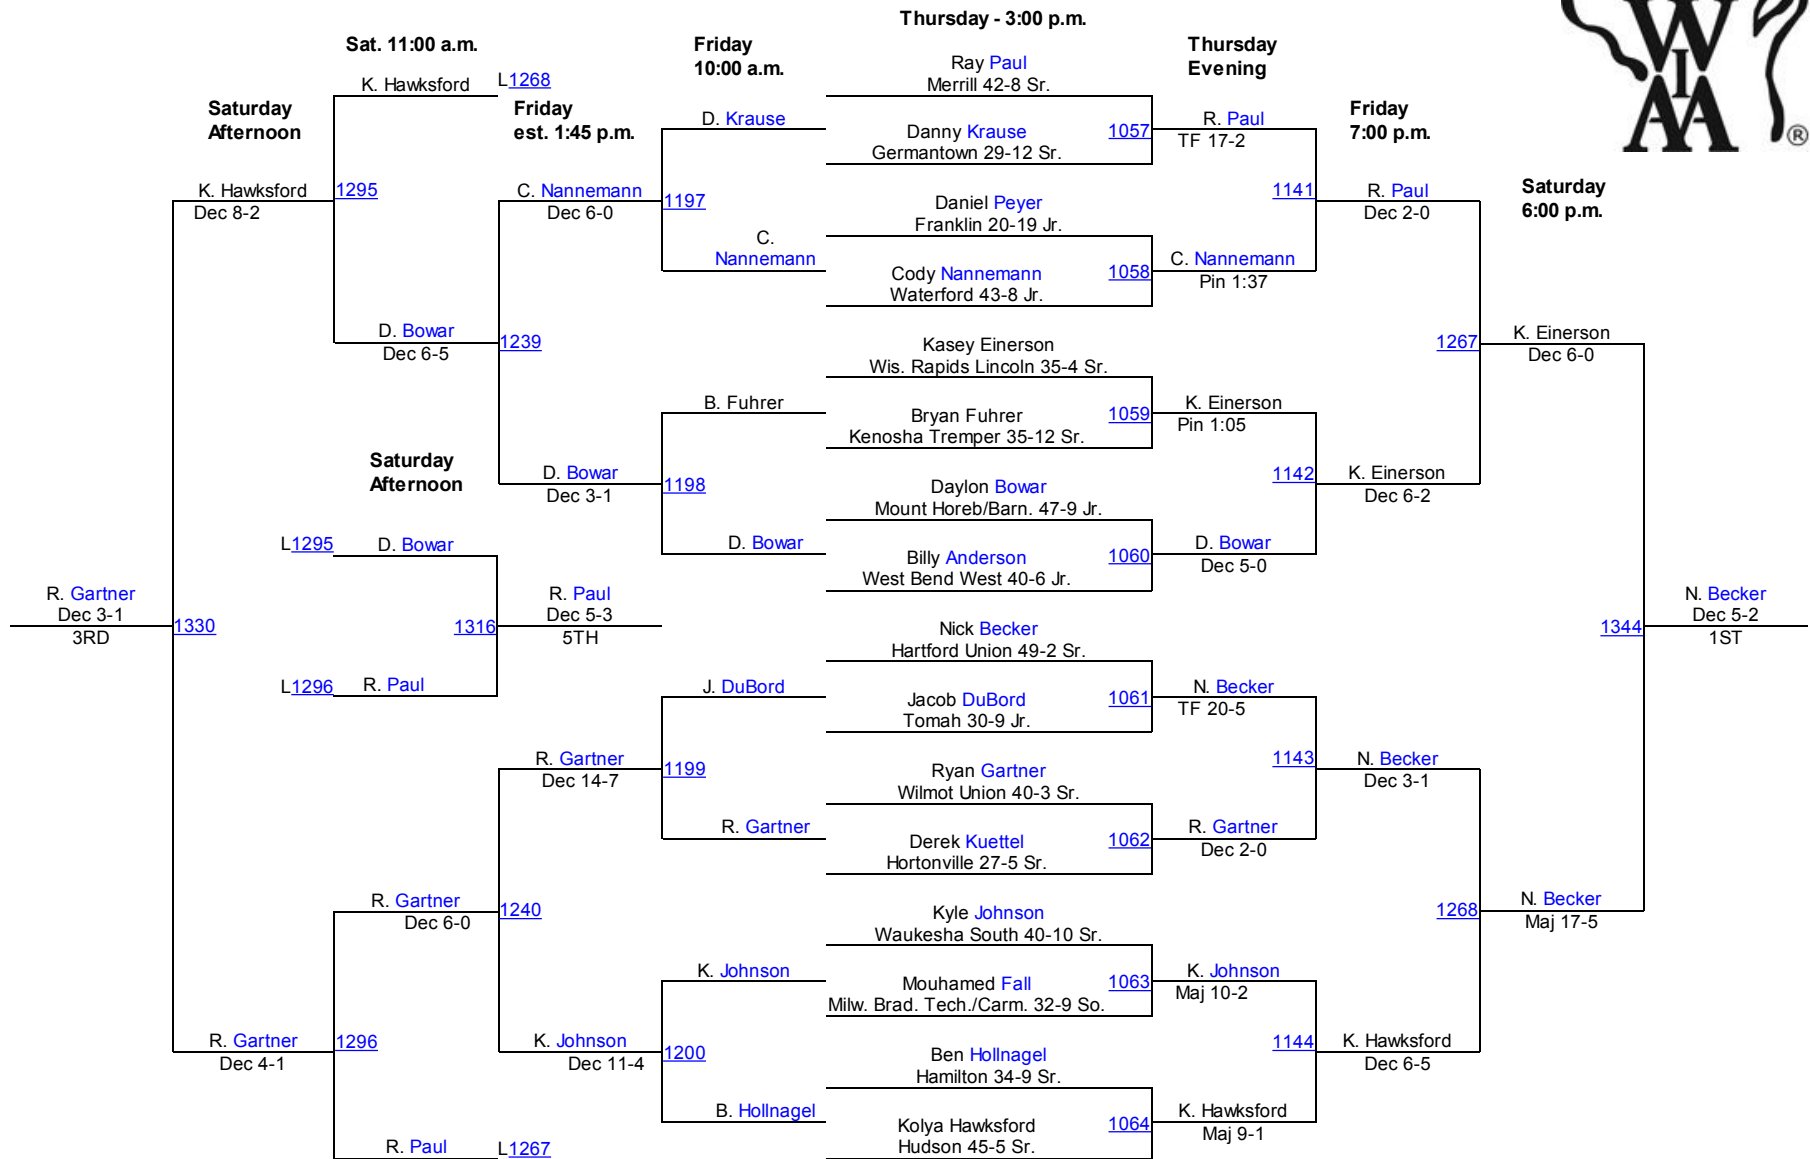 Thursday - 3:00 p.m.
Sat. 11:00 a.m.
Friday
10:00 a.m.
Thursday
Evening
Saturday
Afternoon
Friday
est. 1:45 p.m.
Friday
7:00 p.m.
Saturday
6:00 p.m.
W
I
AA
®
K. Hawksford L1268
K. Hawksford
Dec 8-2
1295
D. Bowar
Dec 6-5
C. Nannemann
Dec 6-0
1239
D. Bowar
Dec 3-1
D. Krause
1197
C.
Nannemann
B. Fuhrer
1198
D. Bowar
Saturday
Afternoon
L1295 D. Bowar
R. Gartner
Dec 3-1
3RD
1330
1316
R. Paul
Dec 5-3
5TH
L1296 R. Paul
J. DuBord
R. Gartner
Dec 14-7
1199
R. Gartner
R. Gartner
Dec 6-0
1240
K. Johnson
K. Johnson
Dec 11-4
1200
B. Hollnagel
R. Gartner
Dec 4-1
1296
R. Paul L1267
Ray Paul
Merrill 42-8 Sr.
Danny Krause
Germantown 29-12 Sr.
1057
Daniel Peyer
Franklin 20-19 Jr.
Cody Nannemann
Waterford 43-8 Jr.
1058
Kasey Einerson
Wis. Rapids Lincoln 35-4 Sr.
Bryan Fuhrer
Kenosha Tremper 35-12 Sr.
1059
Daylon Bowar
Mount Horeb/Barn. 47-9 Jr.
Billy Anderson
West Bend West 40-6 Jr.
1060
Nick Becker
Hartford Union 49-2 Sr.
Jacob DuBord
Tomah 30-9 Jr.
1061
Ryan Gartner
Wilmot Union 40-3 Sr.
Derek Kuettel
Hortonville 27-5 Sr.
1062
Kyle Johnson
Waukesha South 40-10 Sr.
Mouhamed Fall
Milw. Brad. Tech./Carm. 32-9 So.
1063
Ben Hollnagel
Hamilton 34-9 Sr.
Kolya Hawksford
Hudson 45-5 Sr.
1064
R. Paul
TF 17-2
1141
C. Nannemann
Pin 1:37
K. Einerson
Pin 1:05
1142
D. Bowar
Dec 5-0
N. Becker
TF 20-5
1143
R. Gartner
Dec 2-0
K. Johnson
Maj 10-2
1144
K. Hawksford
Maj 9-1
R. Paul
Dec 2-0
1267
K. Einerson
Dec 6-2
N. Becker
Dec 3-1
1268
K. Hawksford
Dec 6-5
K. Einerson
Dec 6-0
1344
N. Becker
Maj 17-5
N. Becker
Dec 5-2
1ST